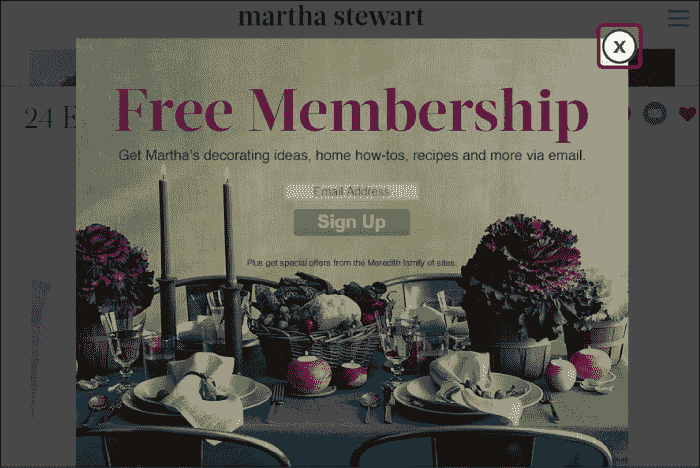 martha stewart
X
24 E
Free Membership
Get Martha's decorating ideas, home how-tos, recipes and more via email.
Email Address
Sign Up
Plus get special offers from the Meredith family of sites.